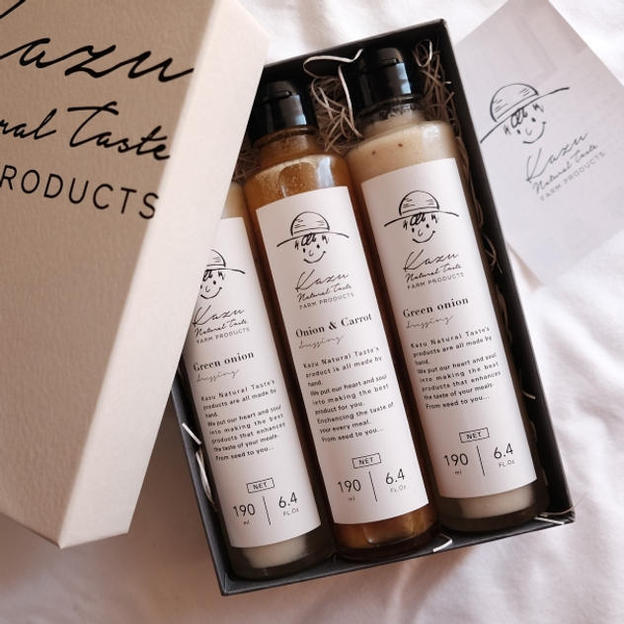 Kazu
Natural Taste
PRODUCTS
Kazu
Natural Taste
FARM PRODUCTS
Green onion
dressing
Kazu Natural Taste's
products are all made by
hand.
We put our heart and soul
into making the best
products that enhances
the taste of your meals.
From seed to you...
NET
190 ml | 6.4 FL.Oz
Kazu
Natural Taste
FARM PRODUCTS
Onion & Carrot
dressing
Kazu Natural Taste's
product is all made by
hand.
We put our heart and soul
into making the best
product for you.
Enchancing the taste of
your every meal.
From seed to you...
NET
190 ml | 6.4 FL.Oz
Kazu
Natural Taste
FARM PRODUCTS
Green onion
dressing
Kazu Natural Taste's
products are all made by
hand.
We put our heart and soul
into making the best
products that enhances
the taste of your meals.
From seed to you...
NET
190 ml | 6.4 FL.Oz
Kazu
Natural Taste
FARM PRODUCTS